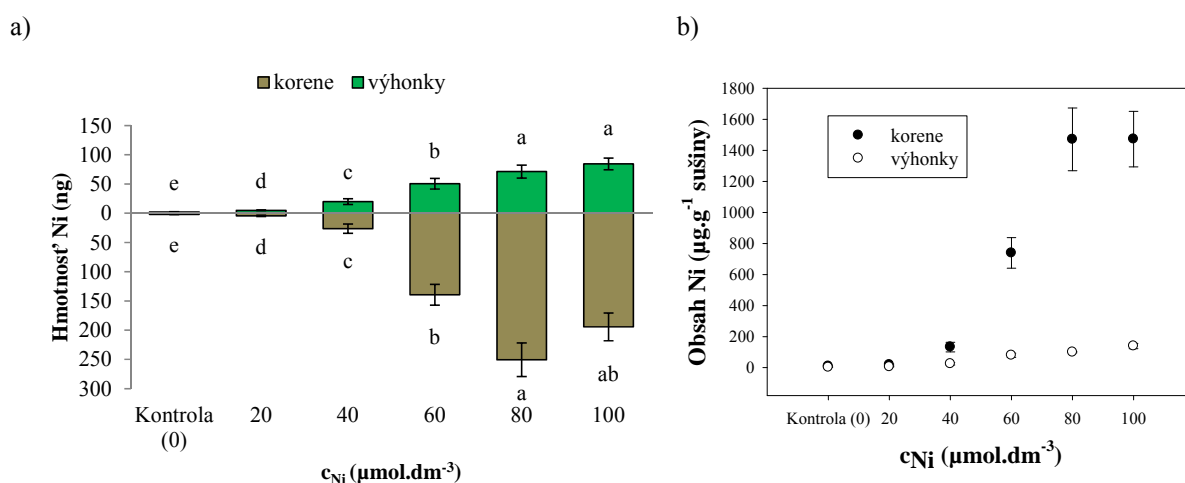 a)
korene výhonky
Hmotnosť Ni (ng)
150
100
50
0
50
100
150
200
250
300
e d c b a a
e d c b a ab
Kontrola (0) 20 40 60 80 100
cNi (µmol.dm-3)
b)
Obsah Ni (µg.g-1 sušiny)
1800
1600
1400
1200
1000
800
600
400
200
0
korene
výhonky
Kontrola (0) 20 40 60 80 100
cNi (µmol.dm-3)